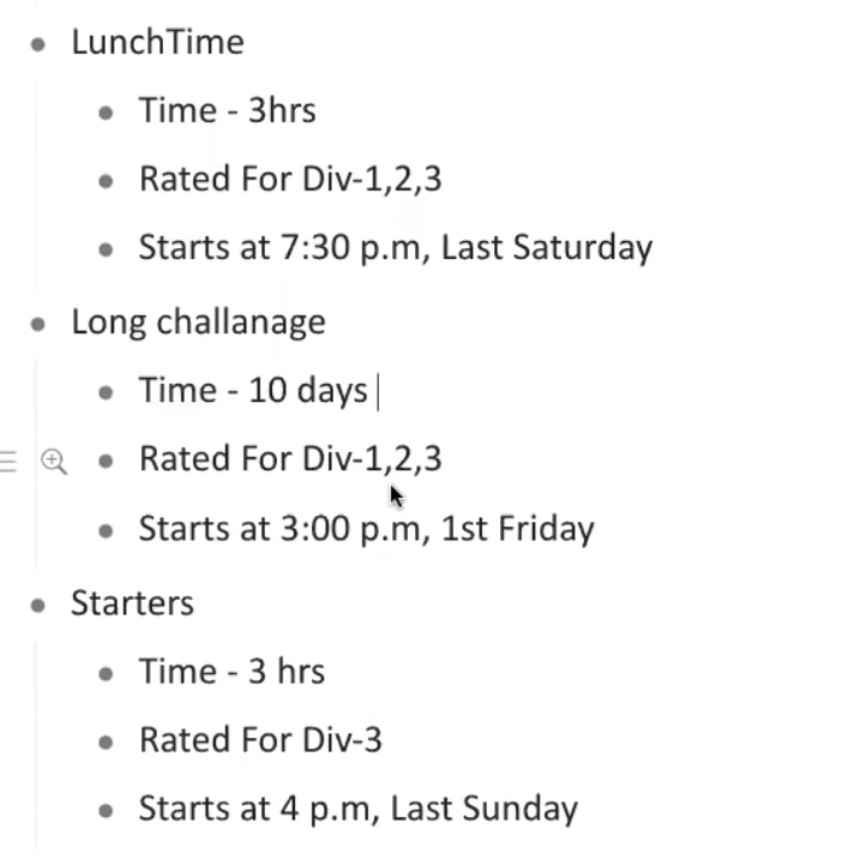 LunchTime
Time - 3hrs
Rated For Div-1,2,3
Starts at 7:30 p.m, Last Saturday
Long challanage
Time - 10 days
Rated For Div-1,2,3
Starts at 3:00 p.m, 1st Friday
Starters
Time - 3 hrs
Rated For Div-3
Starts at 4 p.m, Last Sunday